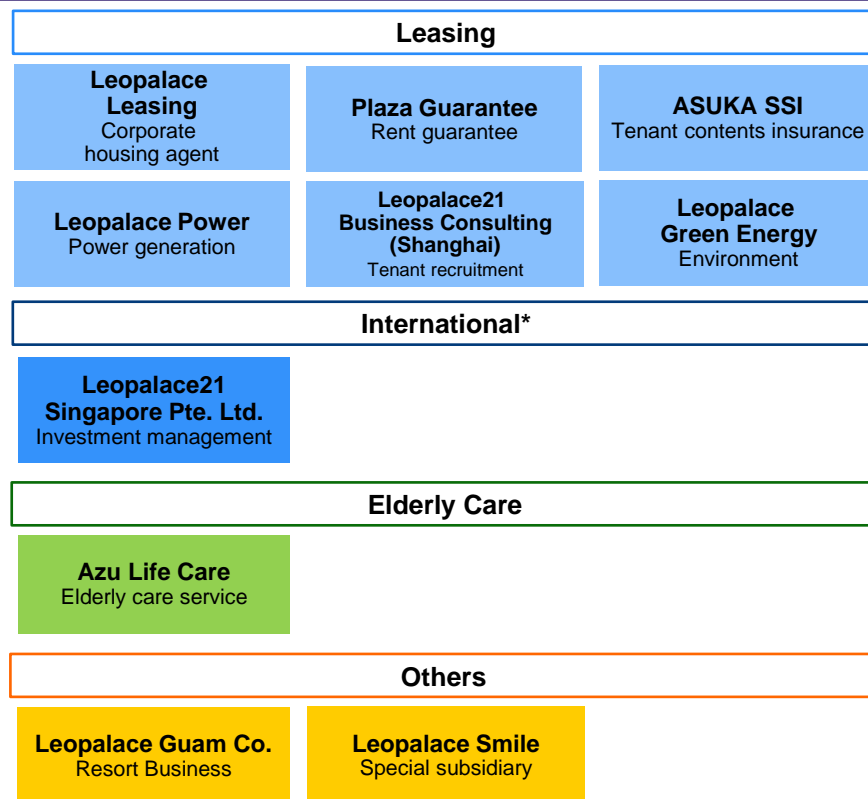 Leasing
Leopalace
Leasing
Corporate
housing agent
Plaza Guarantee
Rent guarantee
ASUKA SSI
Tenant contents insurance
Leopalace Power
Power generation
Leopalace21
Business Consulting
(Shanghai)
Tenant recruitment
Leopalace
Green Energy
Environment
International*
Leopalace21
Singapore Pte. Ltd.
Investment management
Elderly Care
Azu Life Care
Elderly care service
Others
Leopalace Guam Co.
Resort Business
Leopalace Smile
Special subsidiary